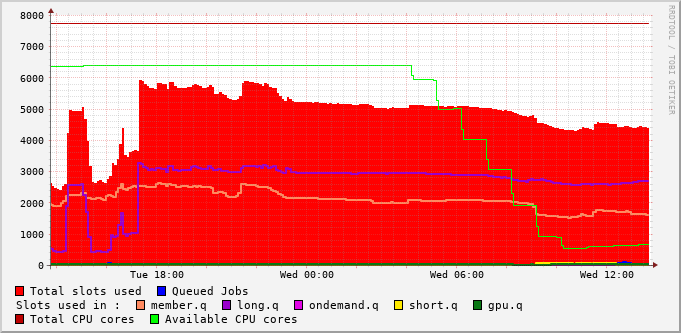 8000
7000
6000
5000
4000
3000
2000
1000
0
Tue 18:00 Wed 00:00 Wed 06:00 Wed 12:00
RRDTOOL / TOBI OETIKER
Total slots used Queued Jobs
Slots used in : member.q long.q ondemand.q short.q gpu.q
Total CPU cores Available CPU cores